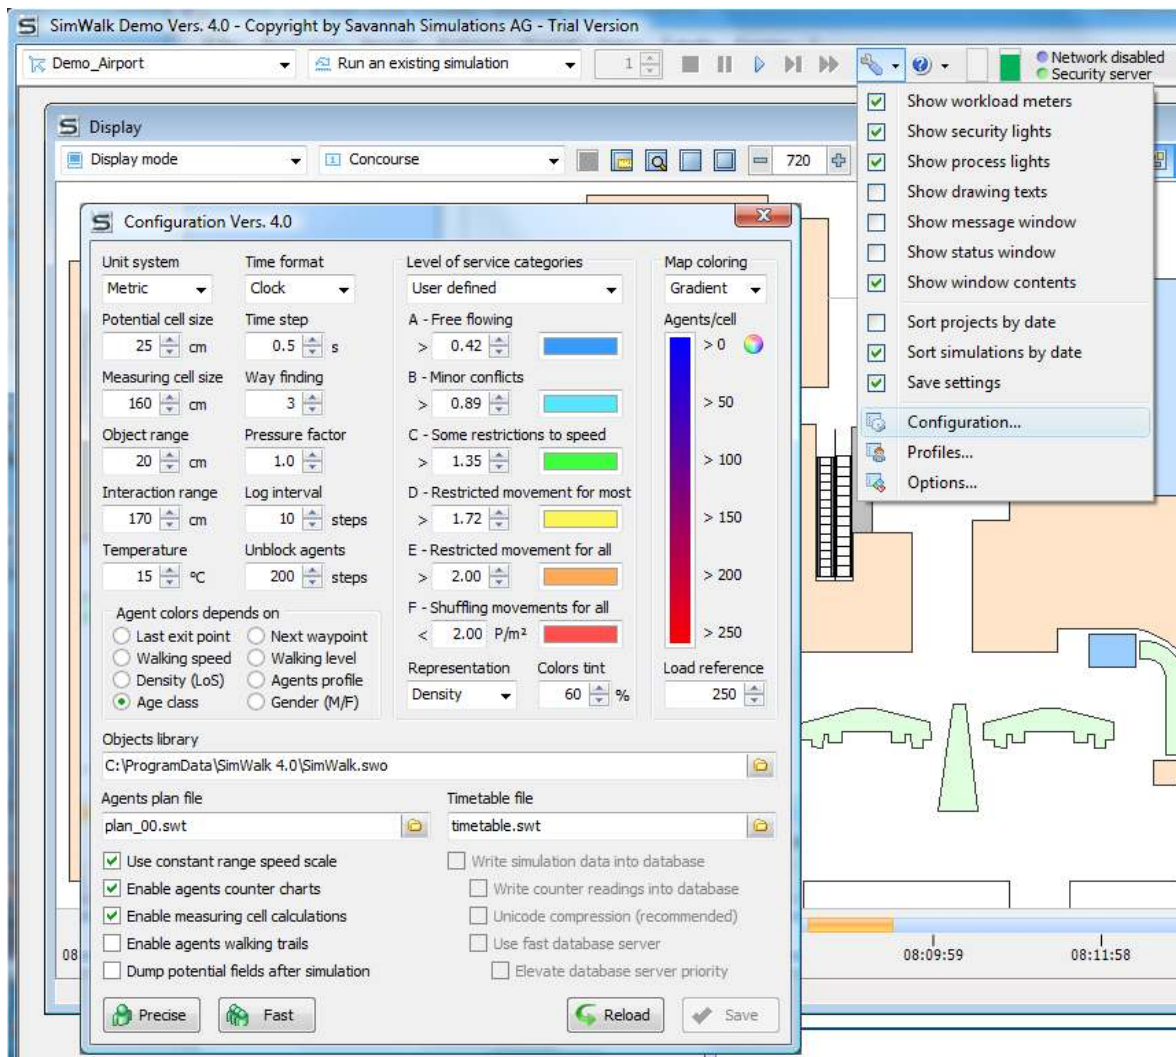 SimWalk Demo Vers. 4.0 - Copyright by Savannah Simulations AG - Trial Version
Demo_Airport Run an existing simulation 1 Network disabled
Security server
Show workload meters
Show security lights
Show process lights
Show drawing texts
Show message window
Show status window
Show window contents
Sort projects by date
Sort simulations by date
Save settings
Configuration...
Profiles...
Options...
Display
Display mode 1 Concourse 720
Configuration Vers. 4.0
Unit system Time format
Metric Clock
Potential cell size Time step
25 cm 0.5 s
Measuring cell size Way finding
160 cm 3
Object range Pressure factor
20 cm 1.0
Interaction range Log interval
170 cm 10 steps
Temperature Unblock agents
15 ºC 200 steps
Agent colors depends on
Last exit point Next waypoint
Walking speed Walking level
Density (LoS) Agents profile
Age class Gender (M/F)
Level of service categories
User defined
A - Free flowing
> 0.42
B - Minor conflicts
> 0.89
C - Some restrictions to speed
> 1.35
D - Restricted movement for most
> 1.72
E - Restricted movement for all
> 2.00
F - Shuffling movements for all
< 2.00 P/m²
Representation Colors tint
Density 60 %
Map coloring
Gradient
Agents/cell
> 0
> 50
> 100
> 150
> 200
> 250
Load reference
250
Objects library
C:\ProgramData\SimWalk 4.0\SimWalk.swo
Agents plan file Timetable file
plan_00.swt timetable.swt
Use constant range speed scale
Enable agents counter charts
Enable measuring cell calculations
Enable agents walking trails
Dump potential fields after simulation
Write simulation data into database
Write counter readings into database
Unicode compression (recommended)
Use fast database server
Elevate database server priority
Precise Fast Reload Save
08: 08:09:59 08:11:58